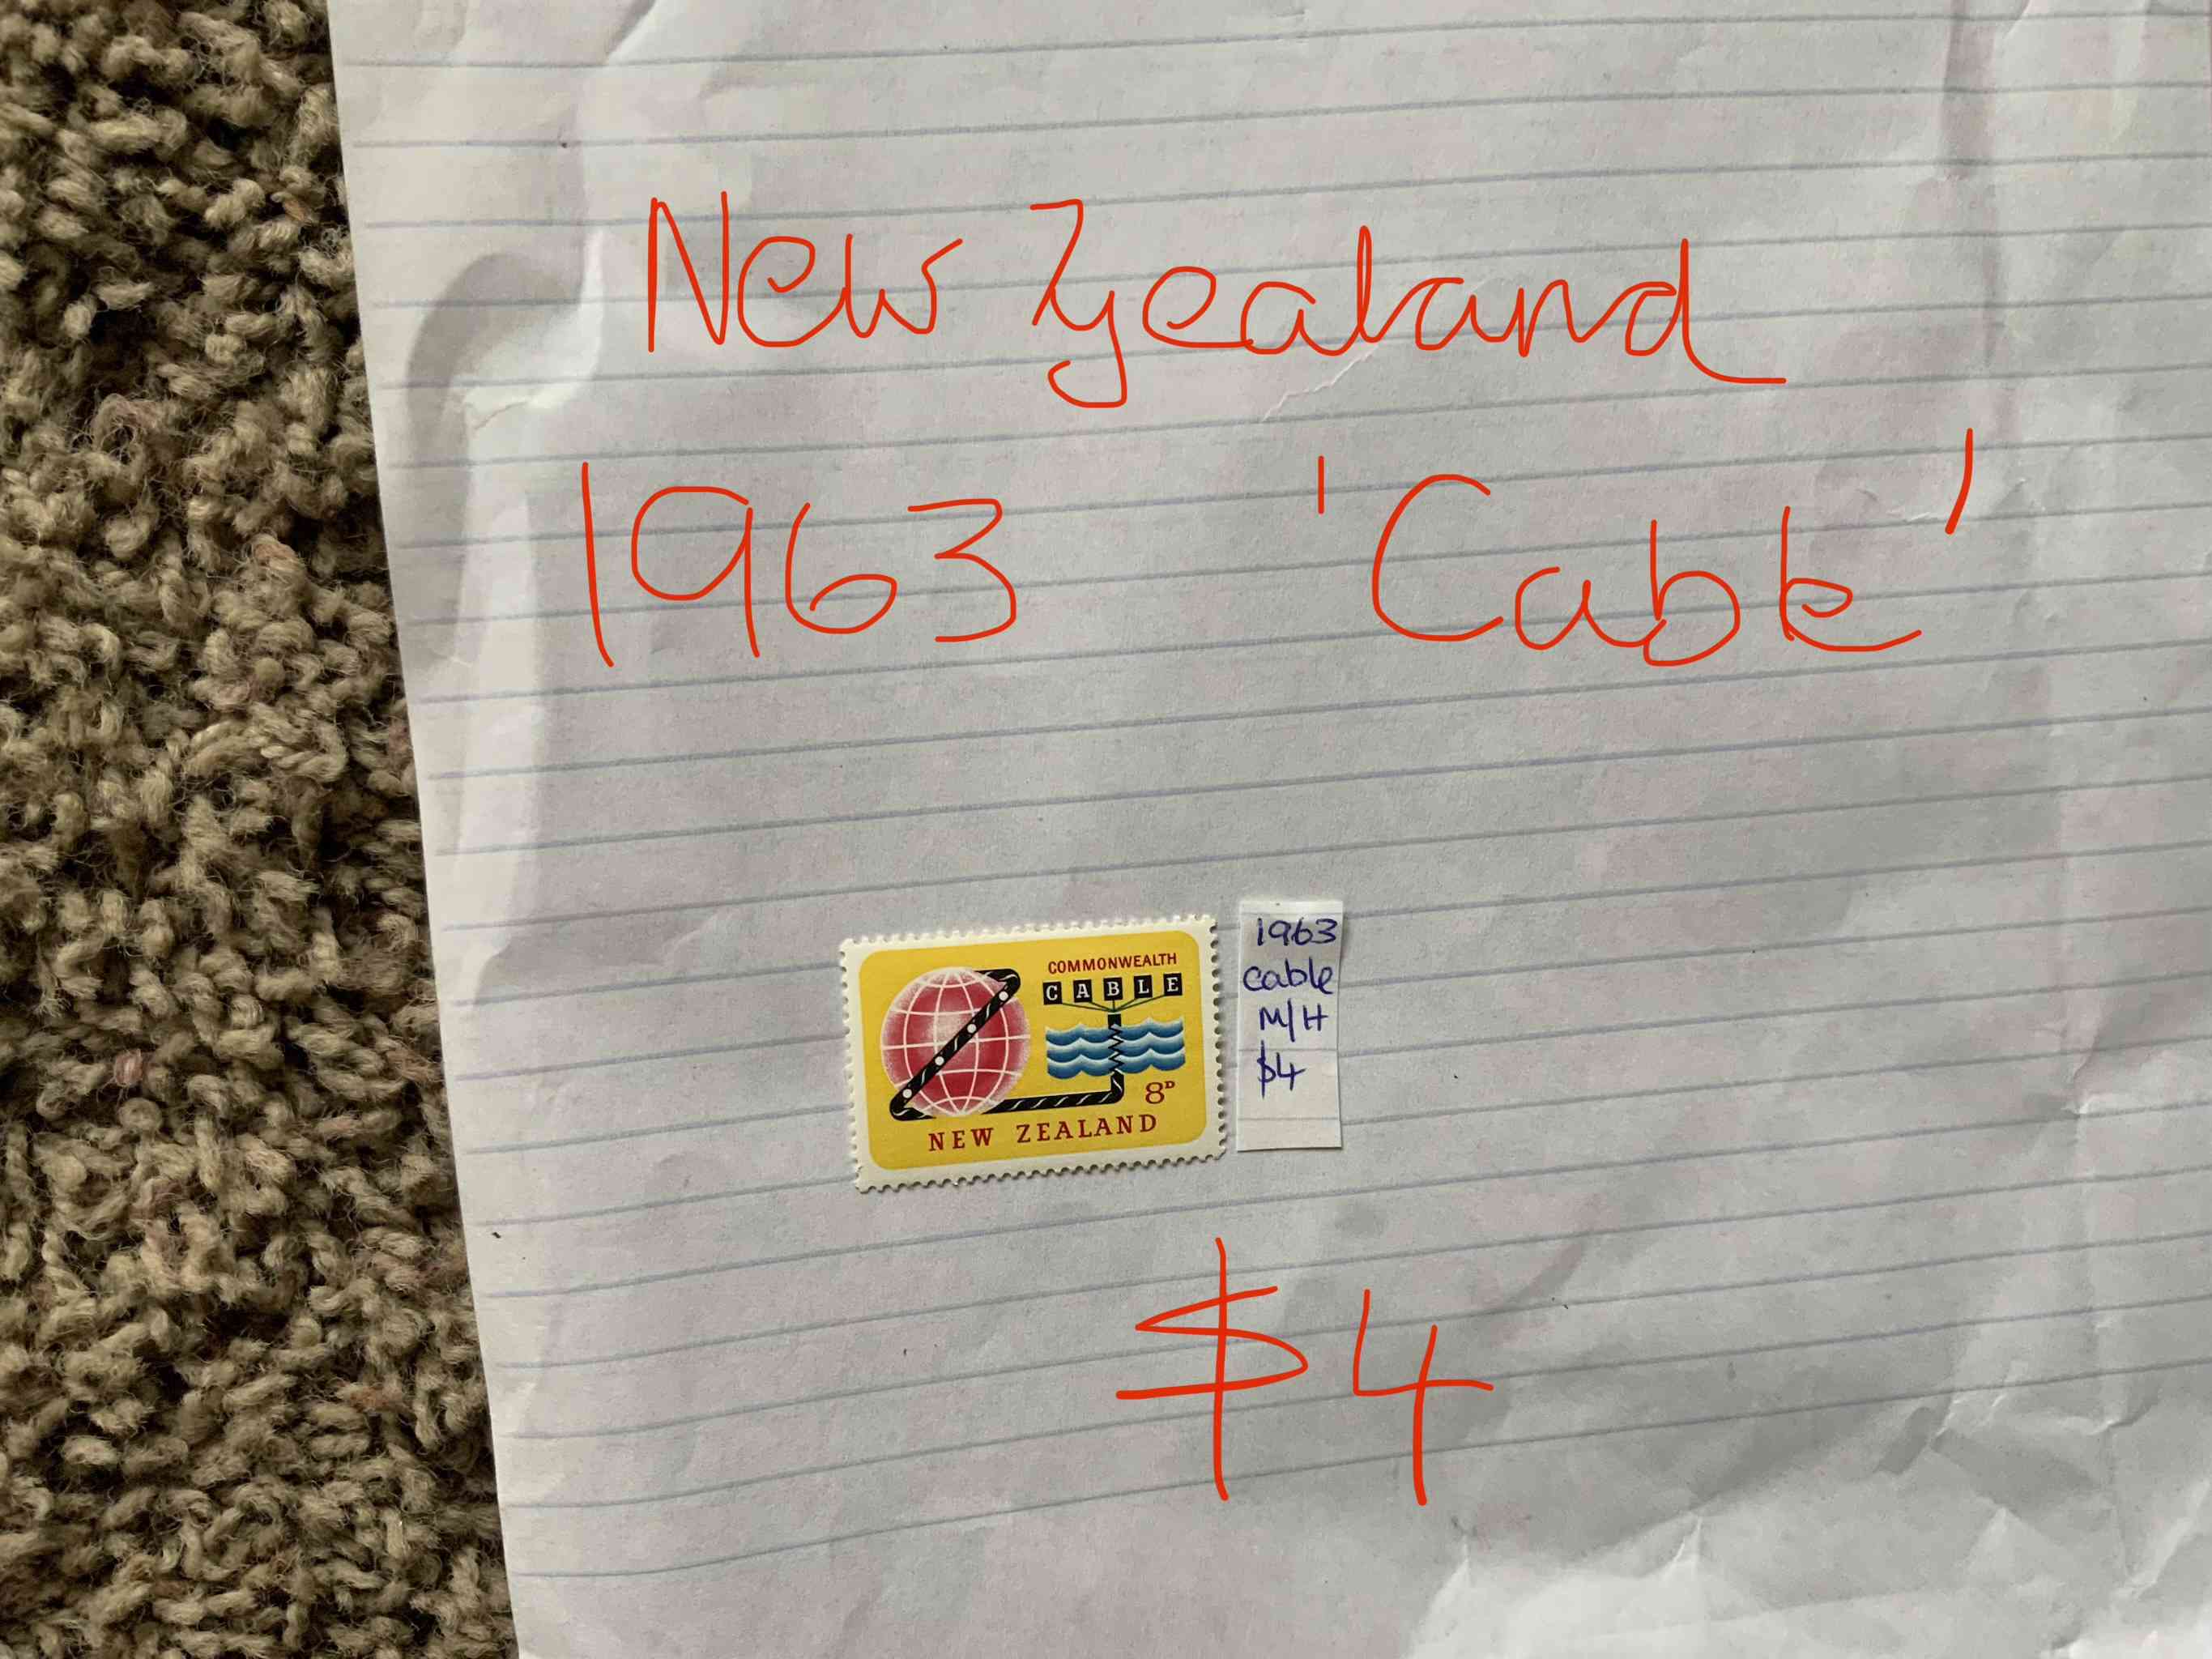 New Zealand
1963 'Cable'
COMMONWEALTH
CABLE
8D
NEW ZEALAND
1963
cable
M/H
$4
$4